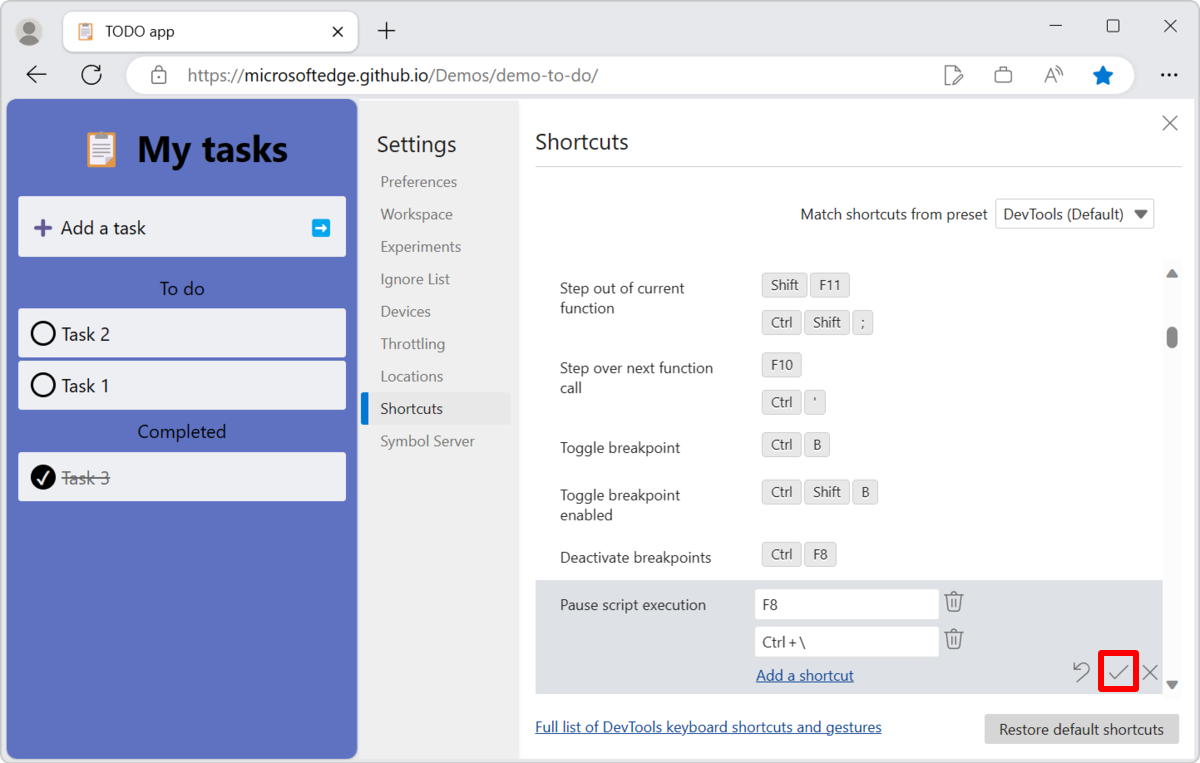 TODO app
https://microsoftedge.github.io/Demos/demo-to-do/
My tasks
Add a task
To do
Task 2
Task 1
Completed
Task 3
Settings
Preferences
Workspace
Experiments
Ignore List
Devices
Throttling
Locations
Shortcuts
Symbol Server
Shortcuts
Match shortcuts from preset DevTools (Default)
Step out of current
function
Shift F11
Ctrl Shift ;
Step over next function
call
F10
Ctrl '
Toggle breakpoint Ctrl B
Toggle breakpoint
enabled
Ctrl Shift B
Deactivate breakpoints Ctrl F8
Pause script execution F8
Ctrl + \
Add a shortcut
Full list of DevTools keyboard shortcuts and gestures
Restore default shortcuts